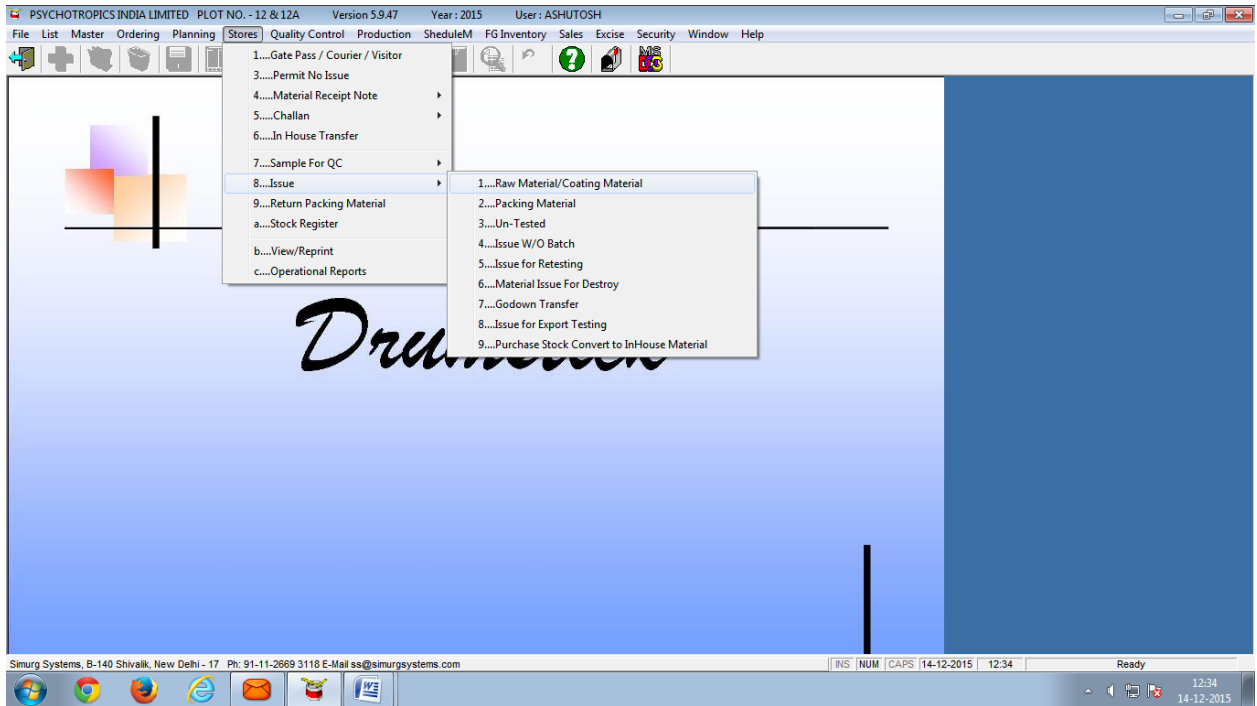 PSYCHOTROPICS INDIA LIMITED PLOT NO. - 12 & 12A Version 5.9.47 Year : 2015 User : ASHUTOSH
File List Master Ordering Planning Stores Quality Control Production SheduleM FG Inventory Sales Excise Security Window Help
1....Gate Pass / Courier / Visitor
3.....Permit No Issue
4.....Material Receipt Note
5.....Challan
6.....In House Transfer
7....Sample For QC
8....Issue
9....Return Packing Material
a....Stock Register
b....View/Reprint
c....Operational Reports
1....Raw Material/Coating Material
2....Packing Material
3....Un-Tested
4....Issue W/O Batch
5....Issue for Retesting
6....Material Issue For Destroy
7....Godown Transfer
8....Issue for Export Testing
9....Purchase Stock Convert to InHouse Material
Simurg Systems, B-140 Shivalik, New Delhi - 17 Ph: 91-11-2669 3118 E-Mail ss@simurgsystems.com INS NUM CAPS 14-12-2015 12:34 Ready
12:34
14-12-2015